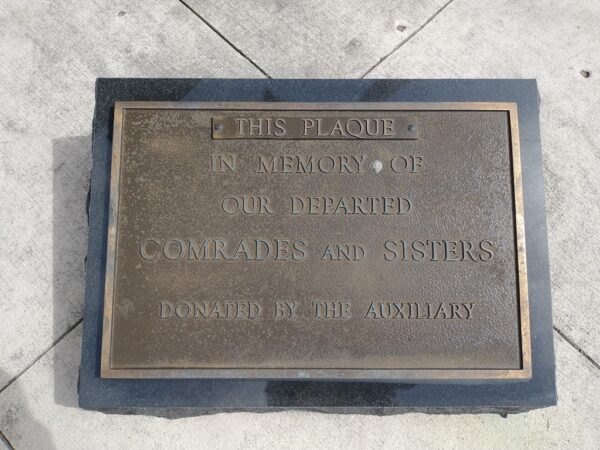 THIS PLAQUE
IN MEMORY OF
OUR DEPARTED
COMRADES AND SISTERS
DONATED BY THE AUXILIARY